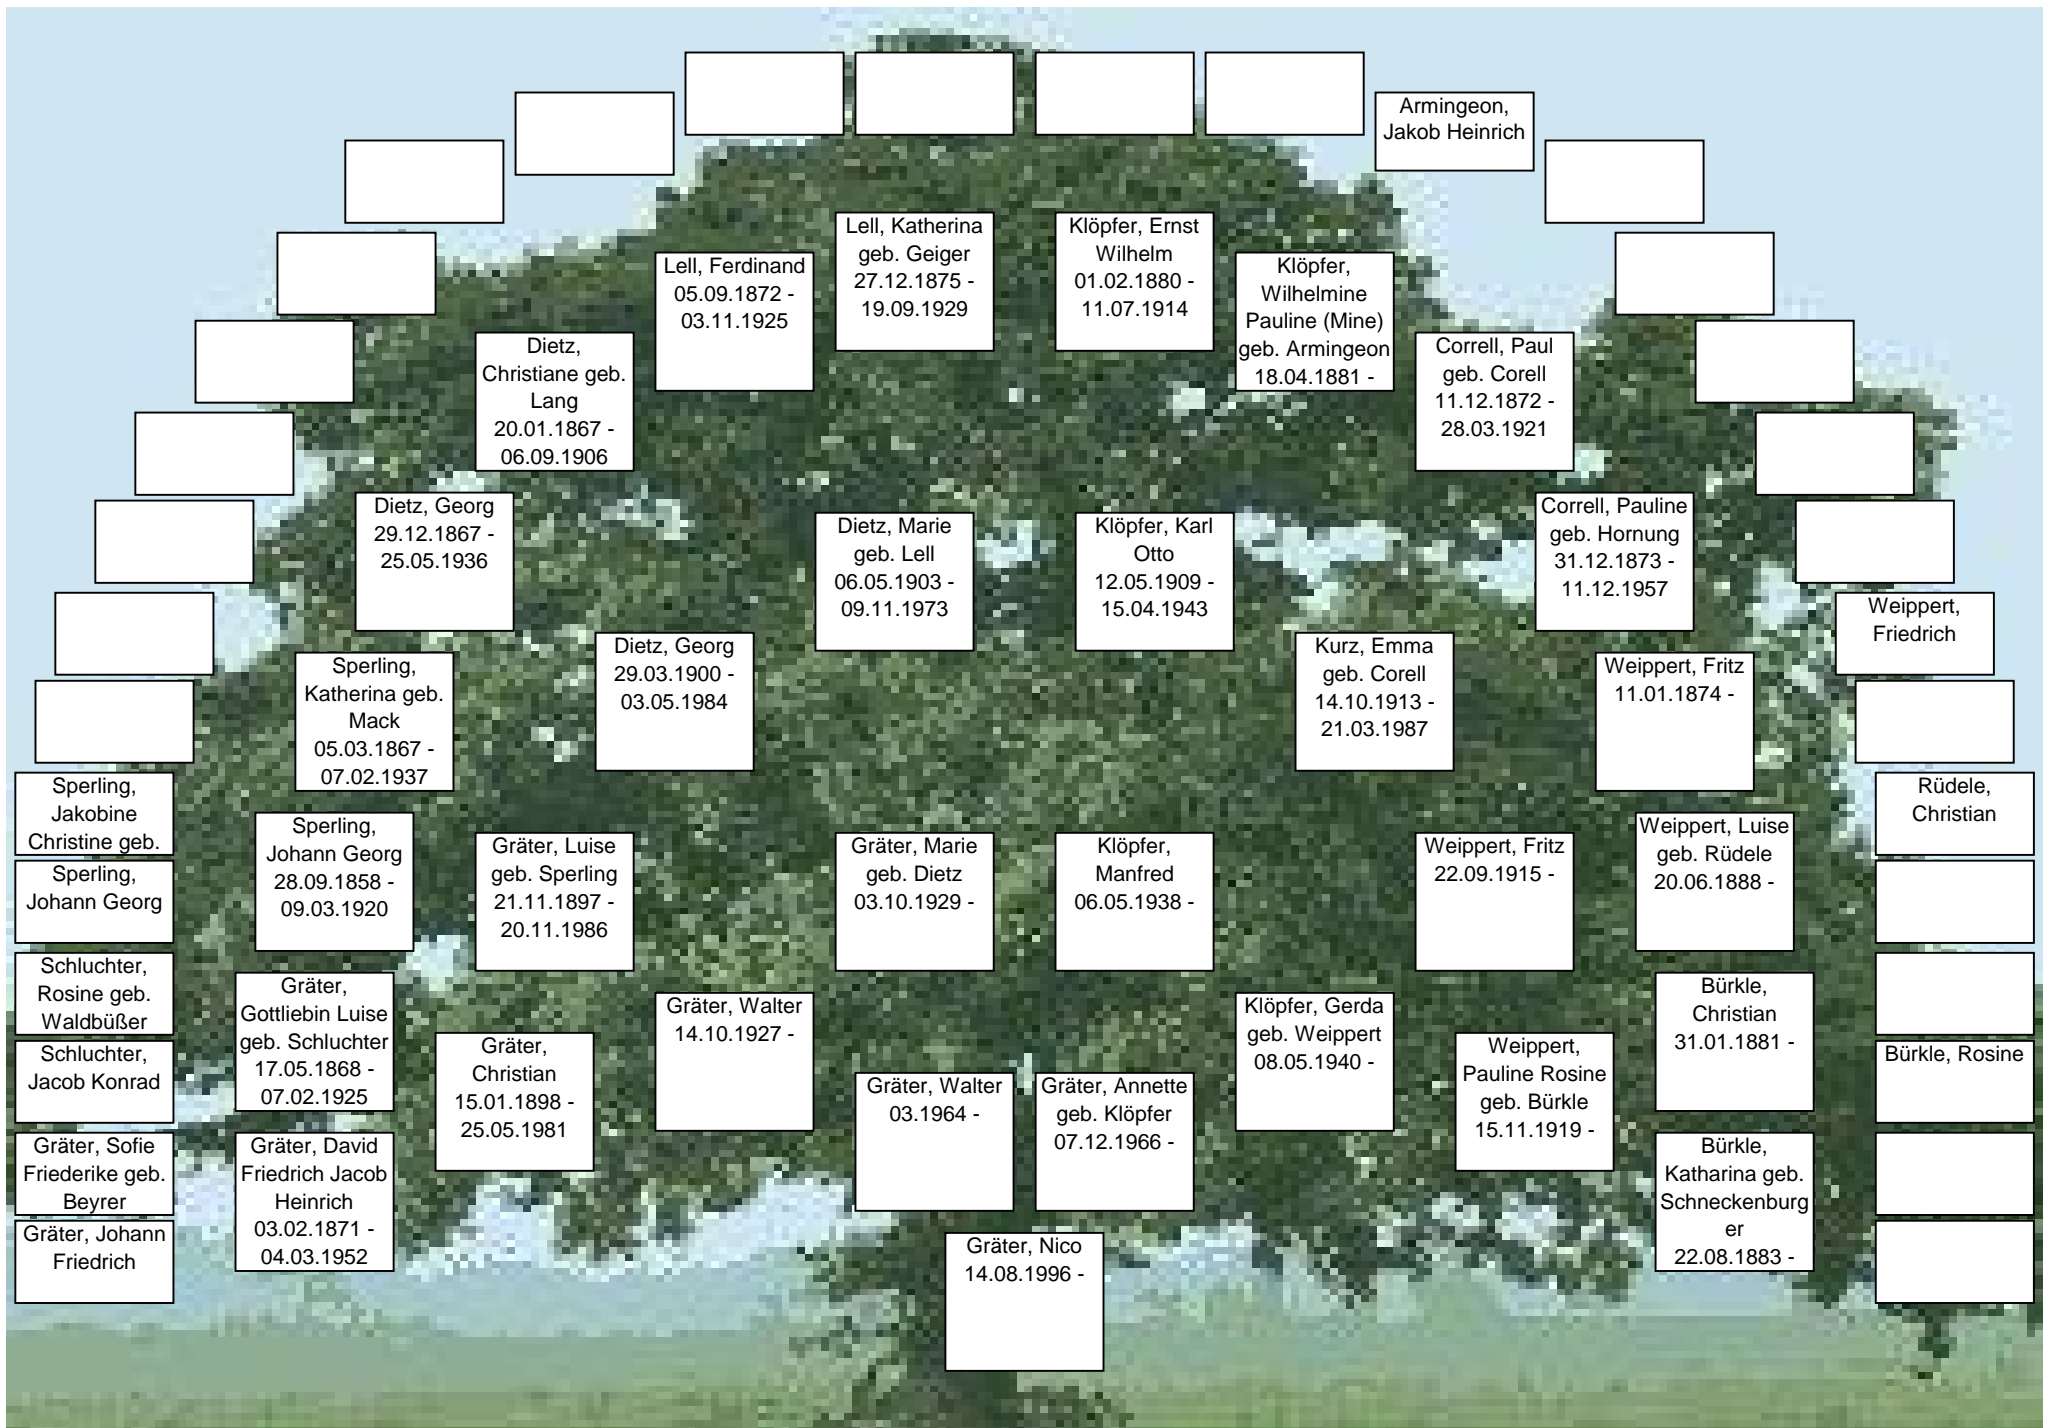 Armingeon,
Jakob Heinrich
Lell, Katherina
geb. Geiger
27.12.1875 -
19.09.1929
Klöpfer, Ernst
Wilhelm
01.02.1880 -
11.07.1914
Lell, Ferdinand
05.09.1872 -
03.11.1925
Klöpfer,
Wilhelmine
Pauline (Mine)
geb. Armingeon
18.04.1881 -
Dietz,
Christiane geb.
Lang
20.01.1867 -
06.09.1906
Correll, Paul
geb. Corell
11.12.1872 -
28.03.1921
Dietz, Georg
29.12.1867 -
25.05.1936
Dietz, Marie
geb. Lell
06.05.1903 -
09.11.1973
Klöpfer, Karl
Otto
12.05.1909 -
15.04.1943
Correll, Pauline
geb. Hornung
31.12.1873 -
11.12.1957
Weippert,
Friedrich
Sperling,
Katherina geb.
Mack
05.03.1867 -
07.02.1937
Dietz, Georg
29.03.1900 -
03.05.1984
Kurz, Emma
geb. Corell
14.10.1913 -
21.03.1987
Weippert, Fritz
11.01.1874 -
Sperling,
Jakobine
Christine geb.
Rüdele,
Christian
Sperling,
Johann Georg
28.09.1858 -
09.03.1920
Gräter, Luise
geb. Sperling
21.11.1897 -
20.11.1986
Gräter, Marie
geb. Dietz
03.10.1929 -
Klöpfer,
Manfred
06.05.1938 -
Weippert, Fritz
22.09.1915 -
Weippert, Luise
geb. Rüdele
20.06.1888 -
Sperling,
Johann Georg
Schluchter,
Rosine geb.
Waldbüßer
Gräter,
Gottliebin Luise
geb. Schluchter
17.05.1868 -
07.02.1925
Gräter, Walter
14.10.1927 -
Klöpfer, Gerda
geb. Weippert
08.05.1940 -
Bürkle,
Christian
31.01.1881 -
Schluchter,
Jacob Konrad
Gräter,
Christian
15.01.1898 -
25.05.1981
Weippert,
Pauline Rosine
geb. Bürkle
15.11.1919 -
Bürkle, Rosine
Gräter, Walter
03.1964 -
Gräter, Annette
geb. Klöpfer
07.12.1966 -
Gräter, Sofie
Friederike geb.
Beyrer
Gräter, David
Friedrich Jacob
Heinrich
03.02.1871 -
04.03.1952
Bürkle,
Katharina geb.
Schneckenburg
er
22.08.1883 -
Gräter, Johann
Friedrich
Gräter, Nico
14.08.1996 -